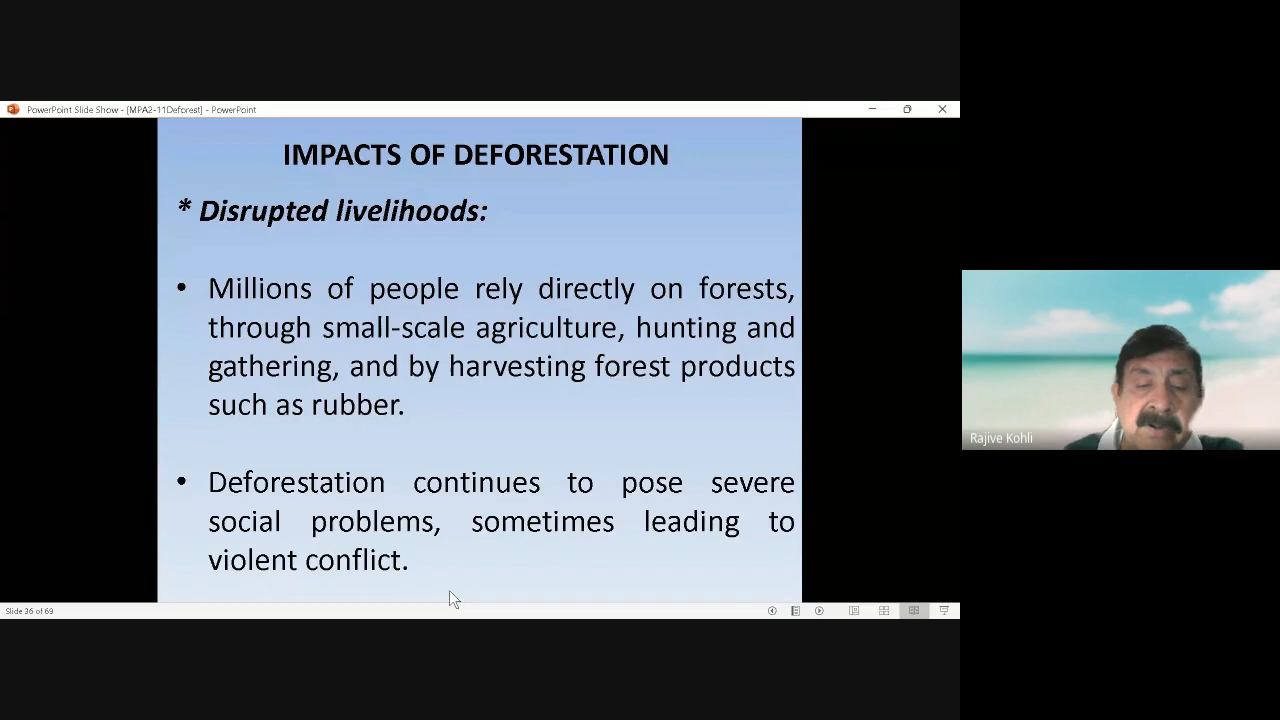 PowerPoint Slide Show - [MPA2-11Deforest] - PowerPoint
IMPACTS OF DEFORESTATION
* Disrupted livelihoods:
• Millions of people rely directly on forests,
through small-scale agriculture, hunting and
gathering, and by harvesting forest products
such as rubber.
• Deforestation continues to pose severe
social problems, sometimes leading to
violent conflict.
Rajive Kohli
Slide 36 of 69